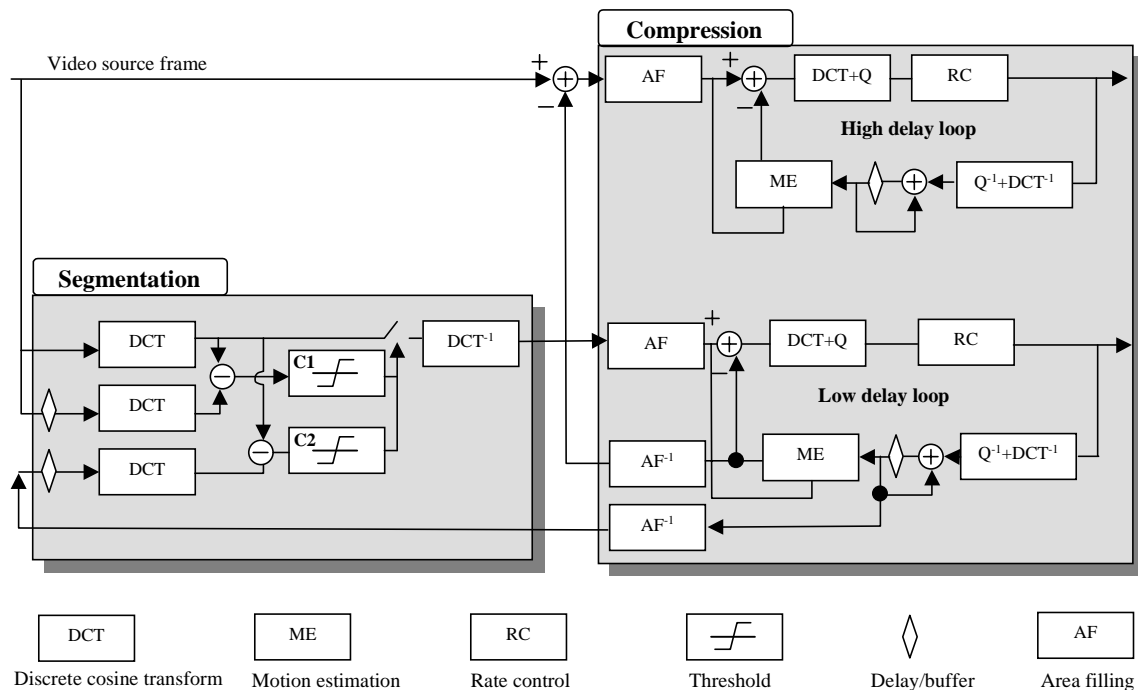 Compression
Video source frame
+
+
AF
+
+
DCT+Q
RC
−
−
High delay loop
ME
+
Q⁻¹+DCT⁻¹
Segmentation
DCT
DCT⁻¹
AF
+
DCT+Q
RC
C1
−
−
DCT
Low delay loop
C2
−
DCT
AF⁻¹
ME
+
Q⁻¹+DCT⁻¹
AF⁻¹
DCT
ME
RC
AF
Discrete cosine transform
Motion estimation
Rate control
Threshold
Delay/buffer
Area filling